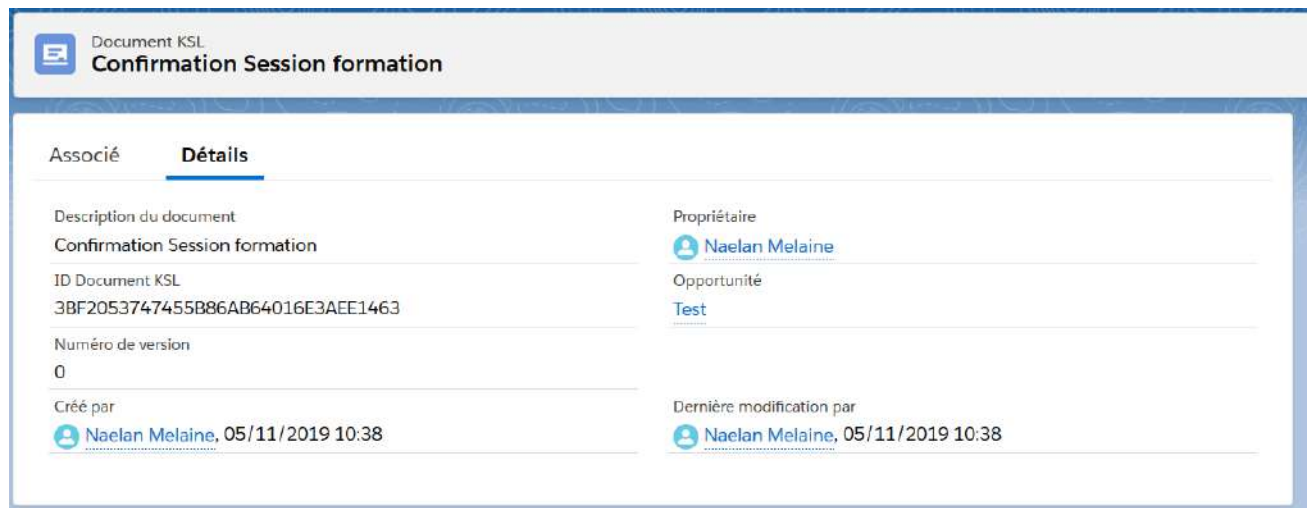 Document KSL
Confirmation Session formation
Associé Détails
Description du document
Confirmation Session formation
Propriétaire
Naelan Melaine
ID Document KSL
3BF2053747455B86AB64016E3AEE1463
Opportunité
Test
Numéro de version
0
Créé par
Naelan Melaine, 05/11/2019 10:38
Dernière modification par
Naelan Melaine, 05/11/2019 10:38